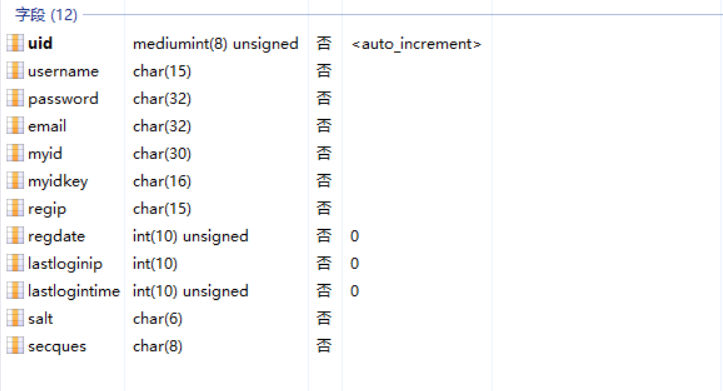 字段 (12)
uid mediumint(8) unsigned 否 <auto_increment>
username char(15) 否
password char(32) 否
email char(32) 否
myid char(30) 否
myidkey char(16) 否
regip char(15) 否
regdate int(10) unsigned 否 0
lastloginip int(10) 否 0
lastlogintime int(10) unsigned 否 0
salt char(6) 否
secques char(8) 否